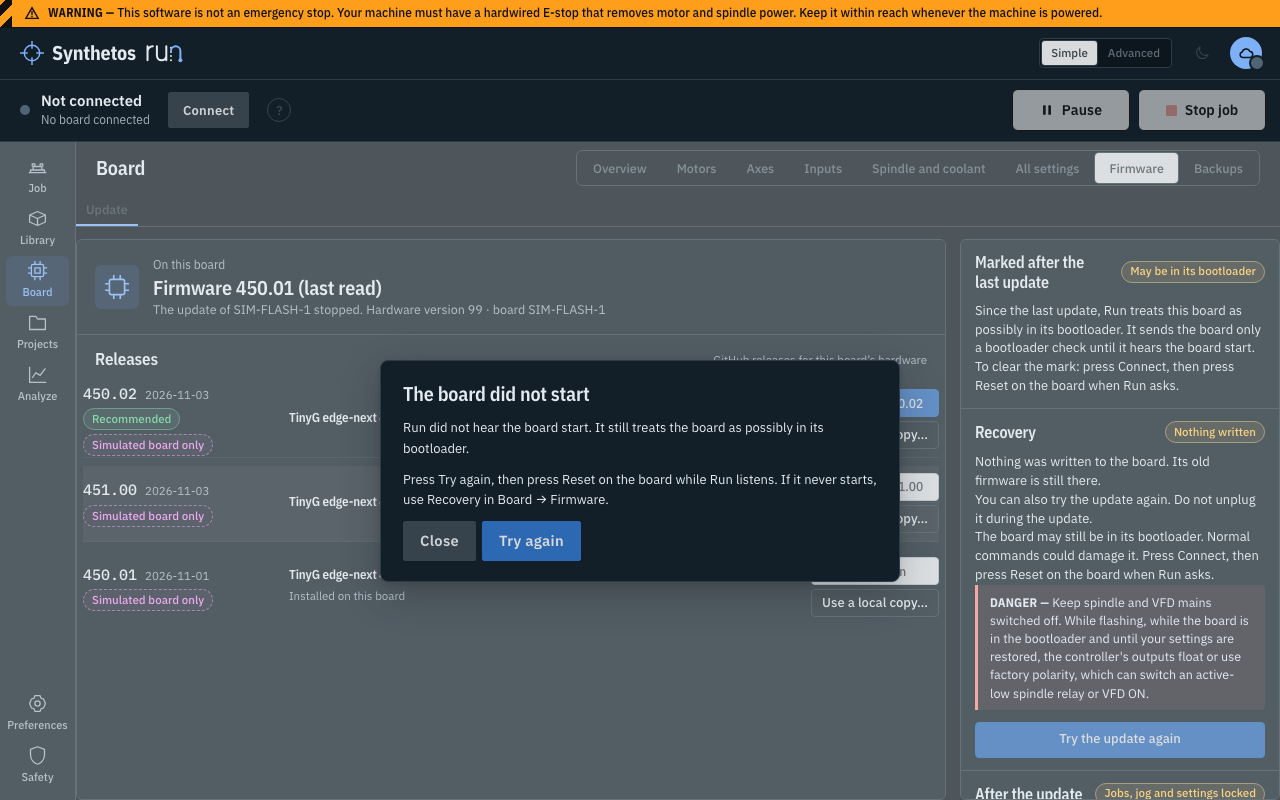 WARNING — This software is not an emergency stop. Your machine must have a hardwired E-stop that removes motor and spindle power. Keep it within reach whenever the machine is powered.
Synthetos run
Simple
Advanced
Not connected
No board connected
Connect
?
Pause
Stop job
Job
Library
Board
Projects
Analyze
Preferences
Safety
Board
Overview
Motors
Axes
Inputs
Spindle and coolant
All settings
Firmware
Backups
Update
On this board
Firmware 450.01 (last read)
The update of SIM-FLASH-1 stopped. Hardware version 99 · board SIM-FLASH-1
Releases
GitHub releases for this board's hardware
450.02 2026-11-03
Recommended
Simulated board only
TinyG edge-next
451.00 2026-11-03
Simulated board only
TinyG edge-next
450.01 2026-11-01
Simulated board only
TinyG edge-next
Installed on this board
Use a local copy...
The board did not start
Run did not hear the board start. It still treats the board as possibly in its
bootloader.
Press Try again, then press Reset on the board while Run listens. If it never starts,
use Recovery in Board → Firmware.
Close
Try again
Marked after the
last update
May be in its bootloader
Since the last update, Run treats this board as
possibly in its bootloader. It sends the board only
a bootloader check until it hears the board start.
To clear the mark: press Connect, then press
Reset on the board when Run asks.
Recovery
Nothing written
Nothing was written to the board. Its old
firmware is still there.
You can also try the update again. Do not unplug
it during the update.
The board may still be in its bootloader. Normal
commands could damage it. Press Connect, then
press Reset on the board when Run asks.
DANGER — Keep spindle and VFD mains
switched off. While flashing, while the board is
in the bootloader and until your settings are
restored, the controller's outputs float or use
factory polarity, which can switch an active-
low spindle relay or VFD ON.
Try the update again
After the update
Jobs, jog and settings locked